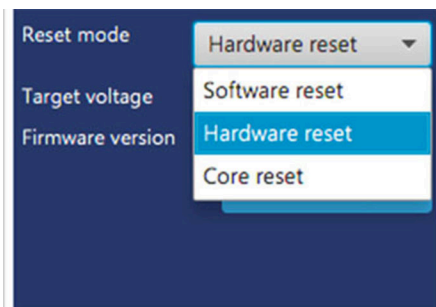 Reset mode
Hardware reset
Software reset
Target voltage
Firmware version
Hardware reset
Core reset